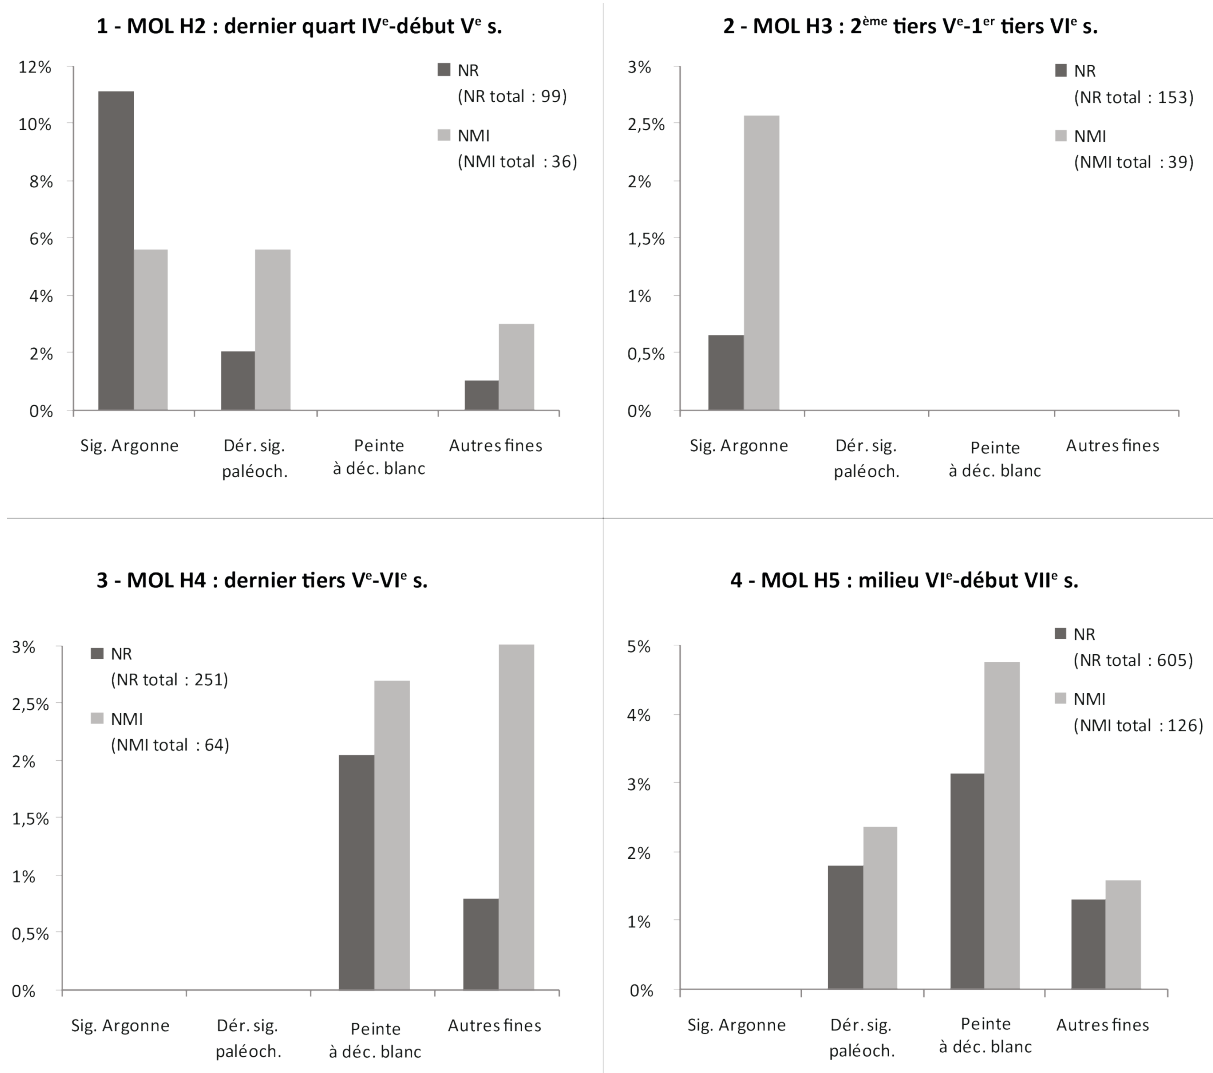 1 - MOL H2 : dernier quart IVe-début Ve s.
12%
10%
8%
6%
4%
2%
0%
NR
(NR total : 99)
NMI
(NMI total : 36)
Sig. Argonne
Dér. sig.
paléoch.
Peinte
à déc. blanc
Autres fines
2 - MOL H3 : 2ème tiers Ve-1er tiers VIe s.
3%
2,5%
2%
1,5%
1%
0,5%
0%
NR
(NR total : 153)
NMI
(NMI total : 39)
Sig. Argonne
Dér. sig.
paléoch.
Peinte
à déc. blanc
Autres fines
3 - MOL H4 : dernier tiers Ve-VIe s.
3%
2,5%
2%
1,5%
1%
0,5%
0%
NR
(NR total : 251)
NMI
(NMI total : 64)
Sig. Argonne
Dér. sig.
paléoch.
Peinte
à déc. blanc
Autres fines
4 - MOL H5 : milieu VIe-début VIIe s.
5%
4%
3%
2%
1%
0%
NR
(NR total : 605)
NMI
(NMI total : 126)
Sig. Argonne
Dér. sig.
paléoch.
Peinte
à déc. blanc
Autres fines